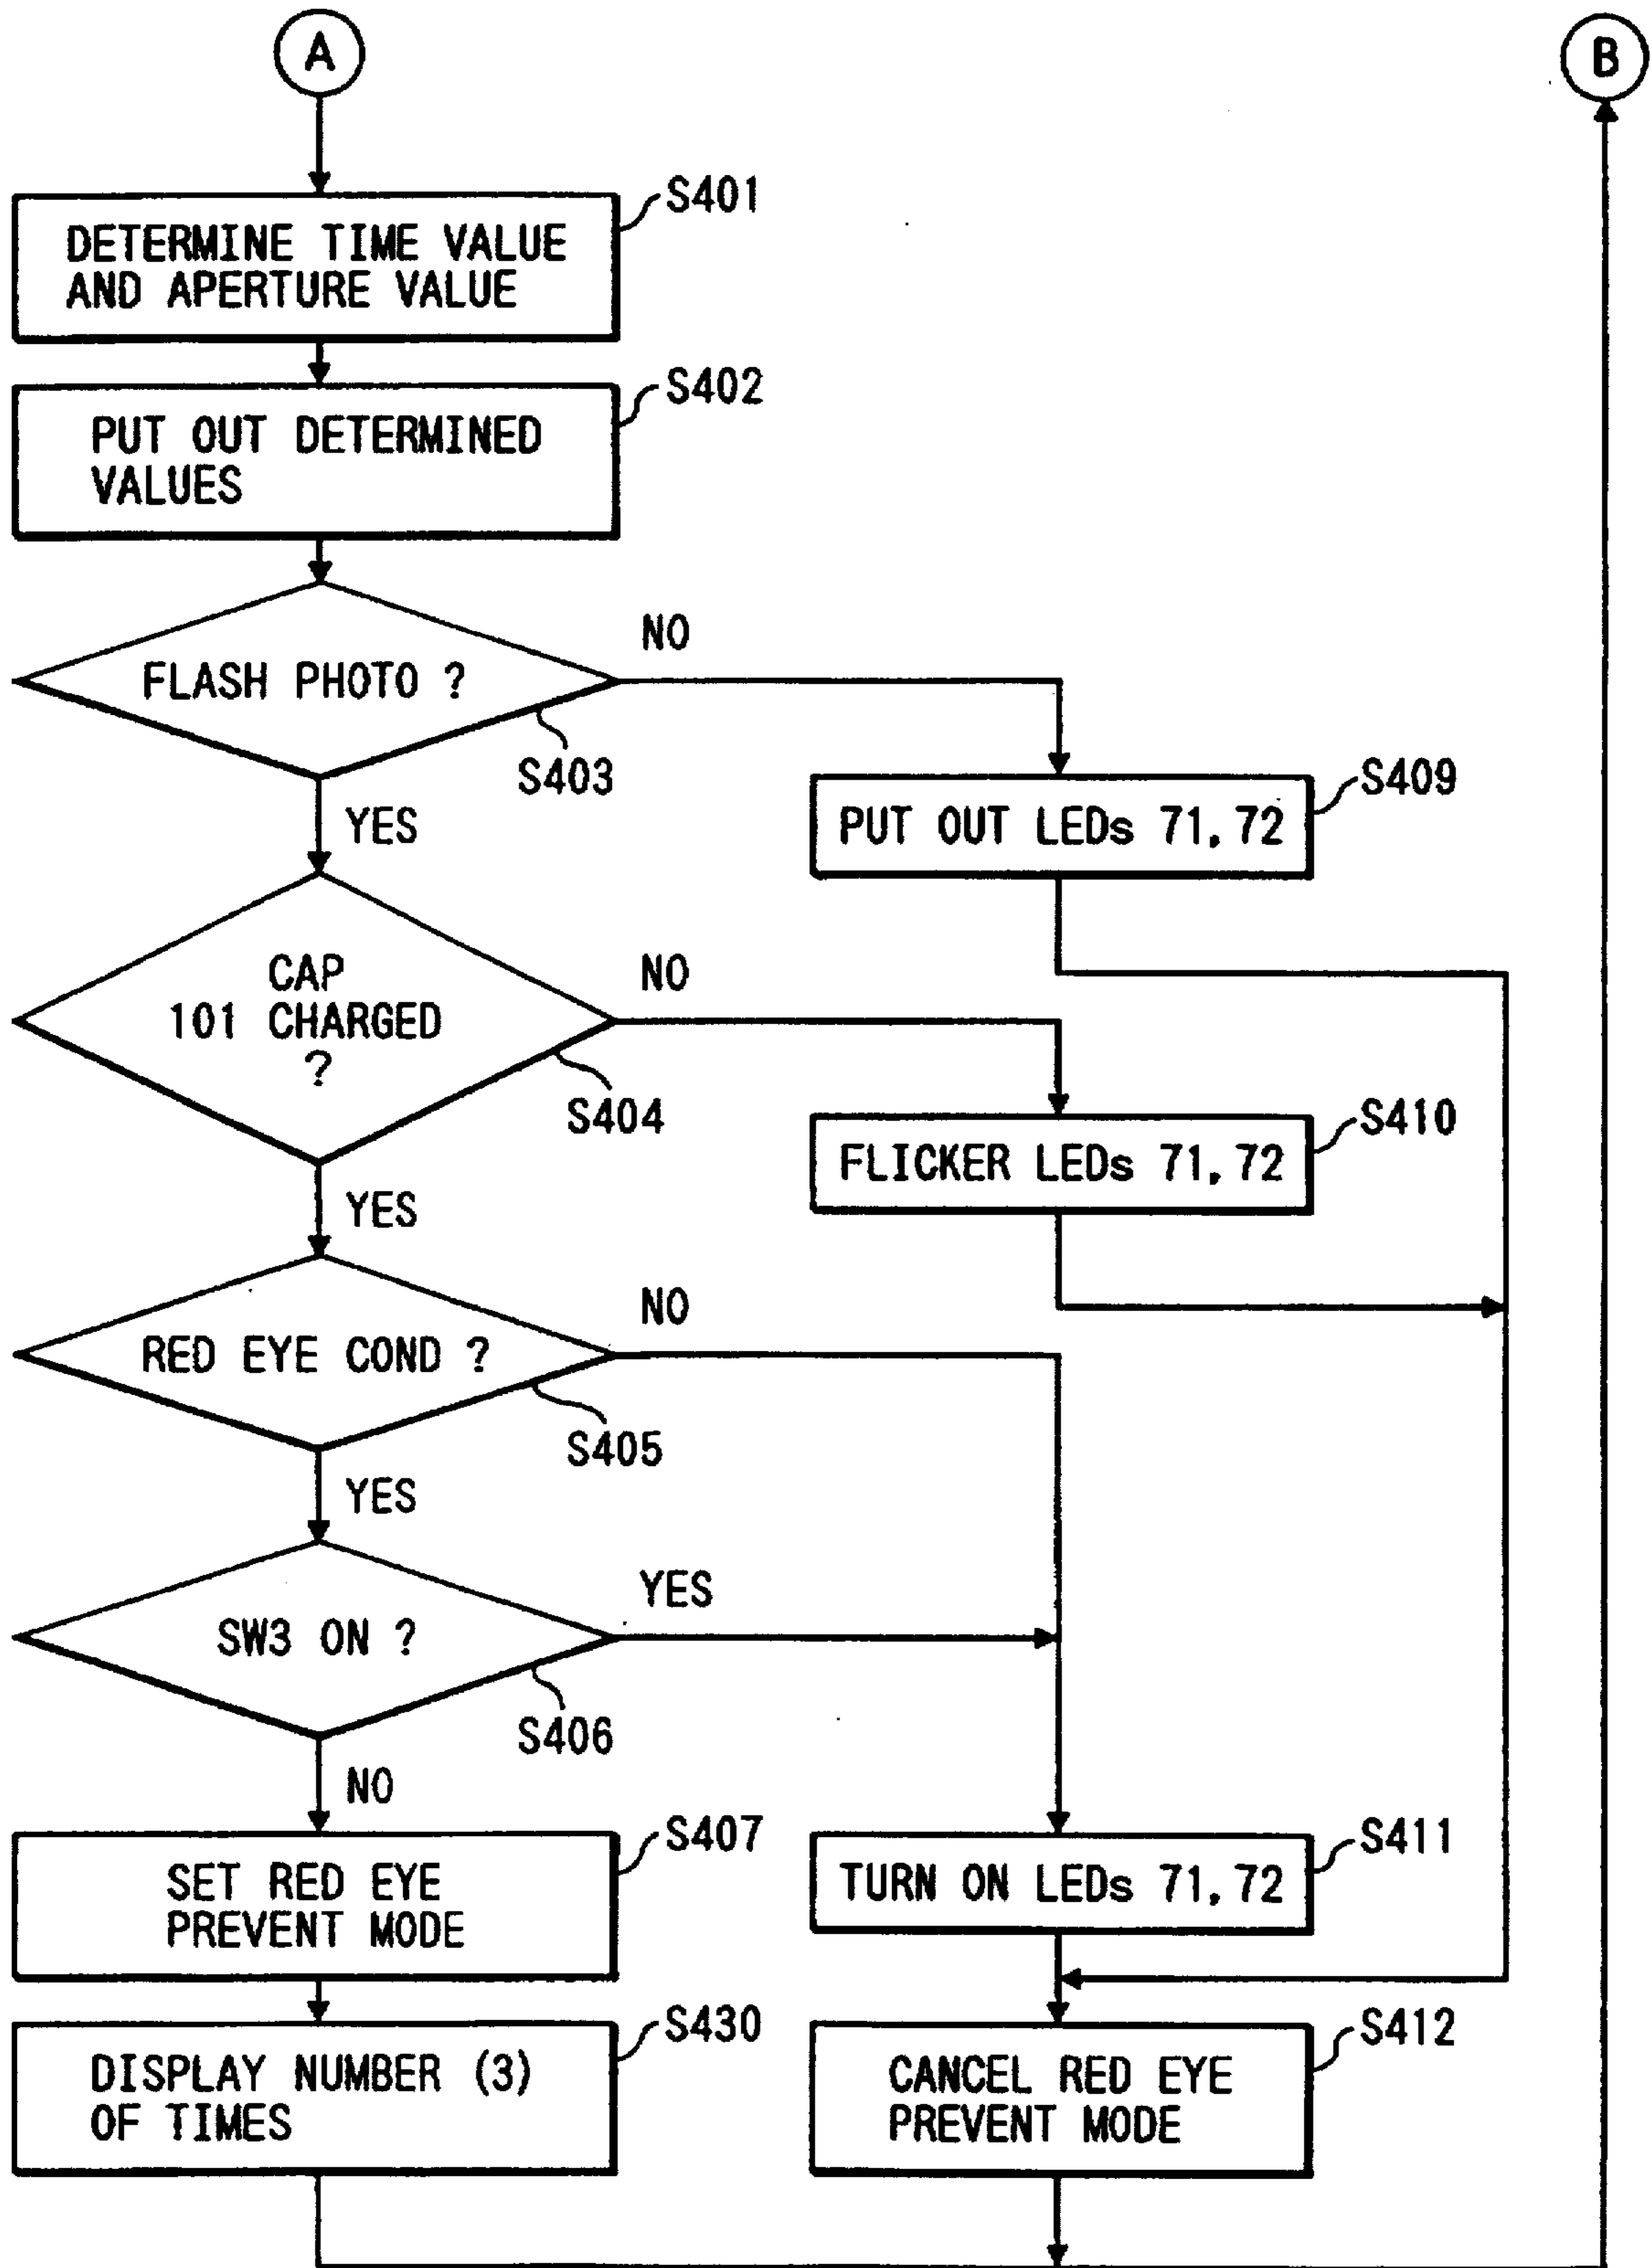 A
B
S401
DETERMINE TIME VALUE
AND APERTURE VALUE
S402
PUT OUT DETERMINED
VALUES
NO
FLASH PHOTO ?
S403
YES
S409
PUT OUT LEDs 71, 72
CAP
101 CHARGED
?
NO
S404
YES
S410
FLICKER LEDs 71, 72
NO
RED EYE COND ?
S405
YES
YES
SW3 ON ?
S406
NO
S407
SET RED EYE
PREVENT MODE
S411
TURN ON LEDs 71, 72
S430
DISPLAY NUMBER (3)
OF TIMES
S412
CANCEL RED EYE
PREVENT MODE